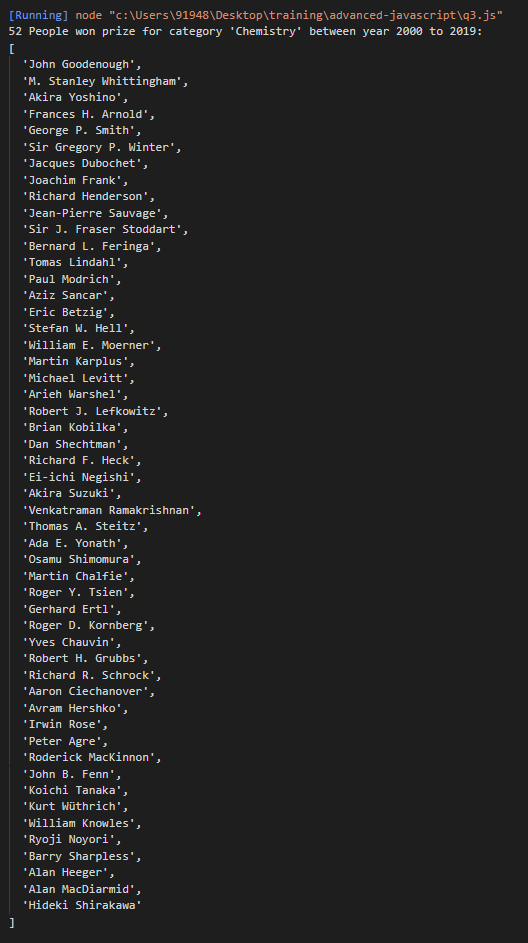 [Running] node "c:\Users\91948\Desktop\training\advanced-javascript\q3.js"
52 People won prize for category 'Chemistry' between year 2000 to 2019:
[
'John Goodenough',
'M. Stanley Whittingham',
'Akira Yoshino',
'Frances H. Arnold',
'George P. Smith',
'Sir Gregory P. Winter',
'Jacques Dubochet',
'Joachim Frank',
'Richard Henderson',
'Jean-Pierre Sauvage',
'Sir J. Fraser Stoddart',
'Bernard L. Feringa',
'Tomas Lindahl',
'Paul Modrich',
'Aziz Sancar',
'Eric Betzig',
'Stefan W. Hell',
'William E. Moerner',
'Martin Karplus',
'Michael Levitt',
'Arieh Warshel',
'Robert J. Lefkowitz',
'Brian Kobilka',
'Dan Shechtman',
'Richard F. Heck',
'Ei-ichi Negishi',
'Akira Suzuki',
'Venkatraman Ramakrishnan',
'Thomas A. Steitz',
'Ada E. Yonath',
'Osamu Shimomura',
'Martin Chalfie',
'Roger Y. Tsien',
'Gerhard Ertl',
'Roger D. Kornberg',
'Yves Chauvin',
'Robert H. Grubbs',
'Richard R. Schrock',
'Aaron Ciechanover',
'Avram Hershko',
'Irwin Rose',
'Peter Agre',
'Roderick MacKinnon',
'John B. Fenn',
'Koichi Tanaka',
'Kurt Wüthrich',
'William Knowles',
'Ryoji Noyori',
'Barry Sharpless',
'Alan Heeger',
'Alan MacDiarmid',
'Hideki Shirakawa'
]